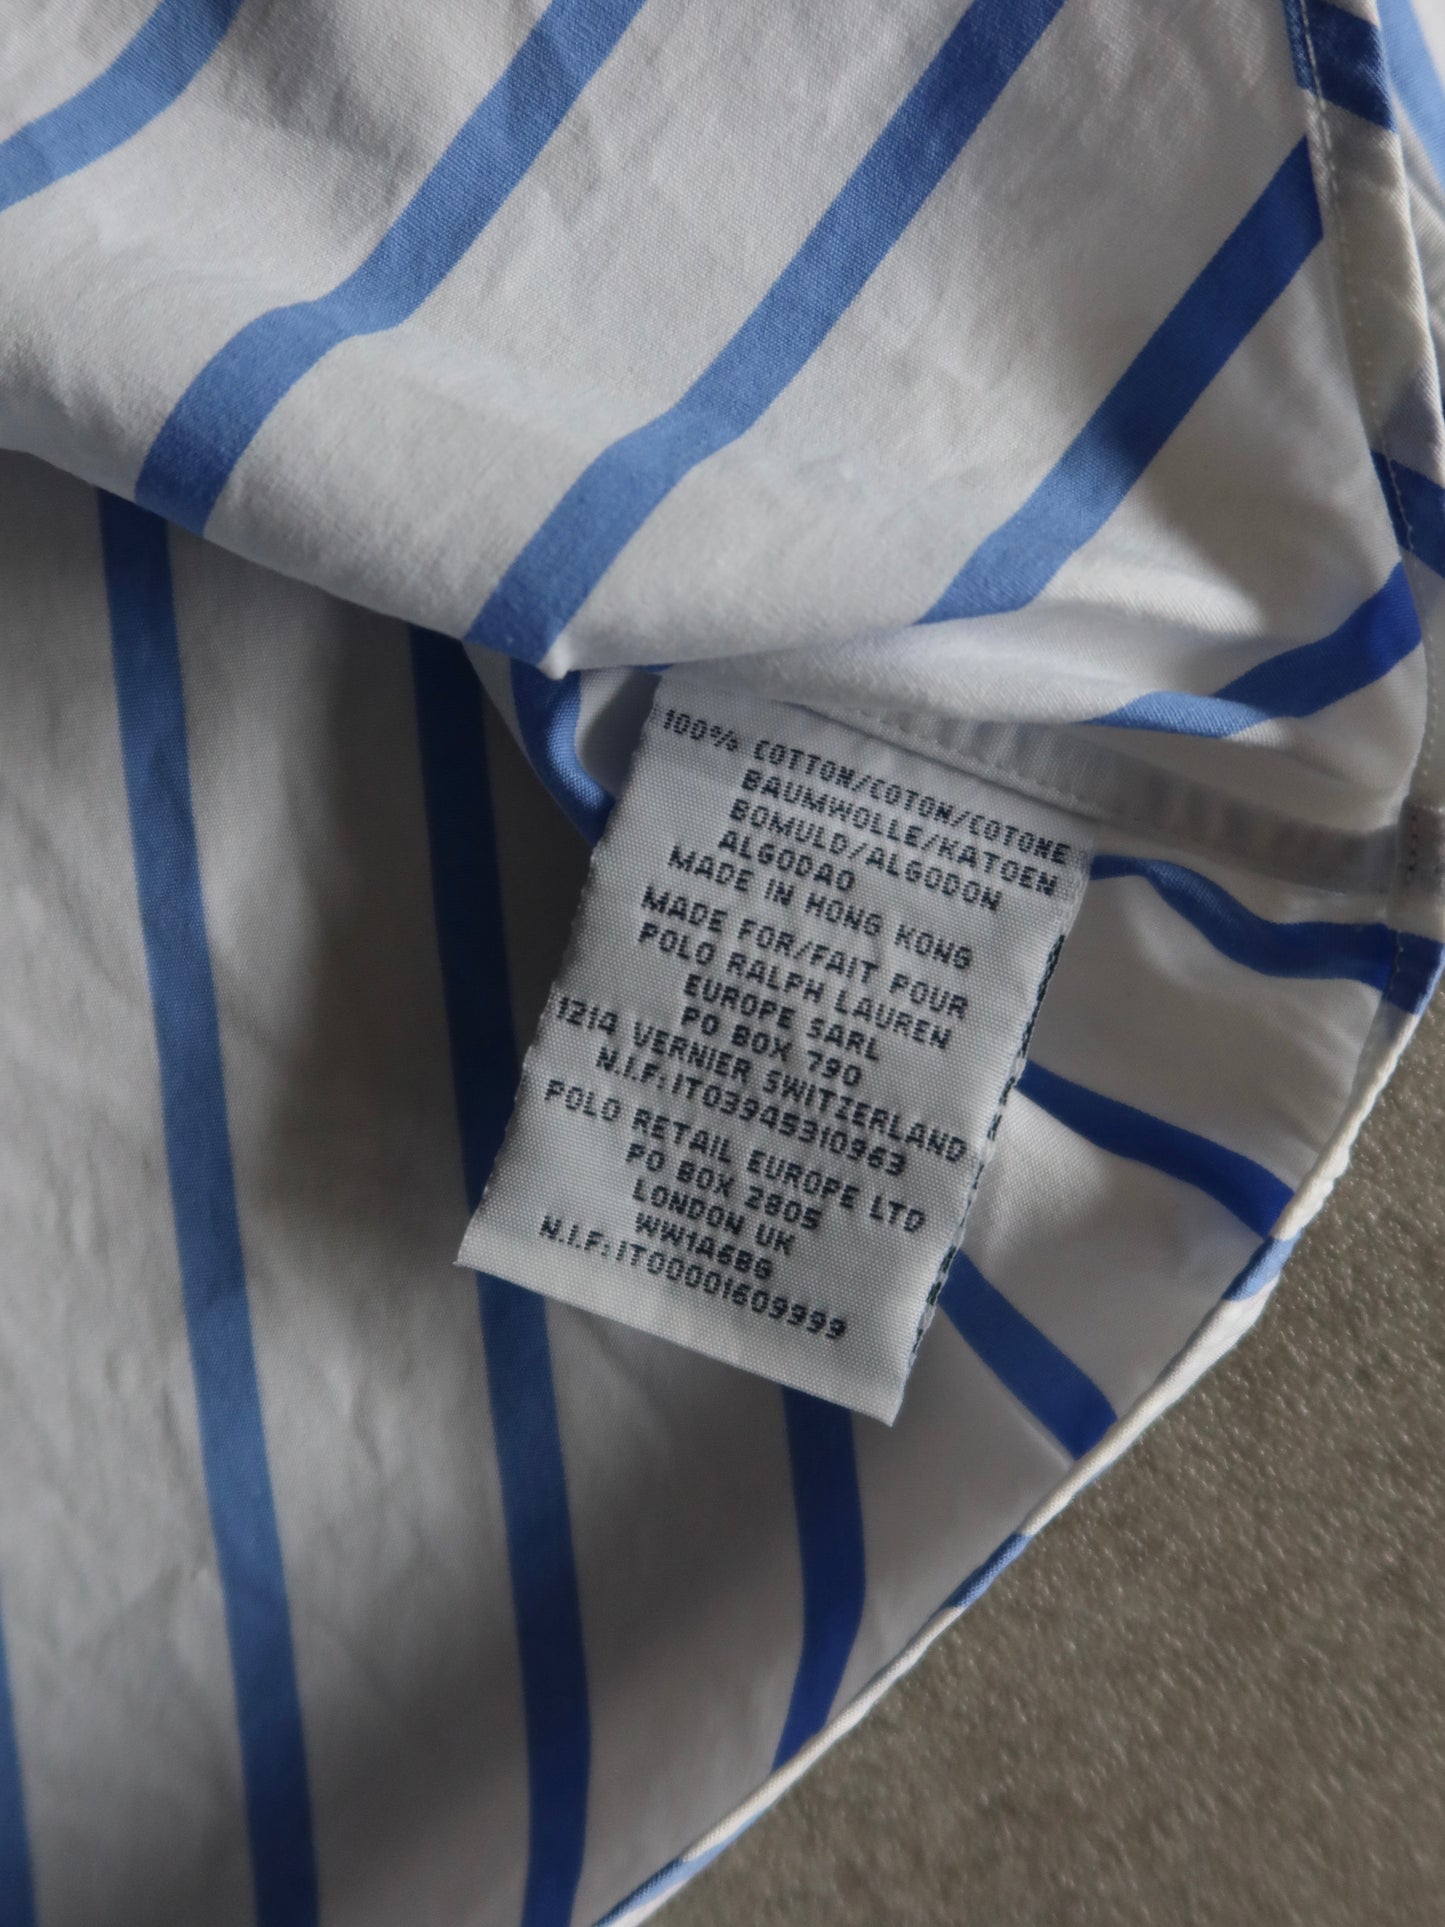 100% COTTON/COTON/COTONE
BAUMWOLLE/KATOEN
BOMULD/ALGODON
ALGODAO
MADE IN HONG KONG
MADE FOR/FAIT POUR
POLO RALPH LAUREN
EUROPE SARL
PO BOX 790
1214 VERNIER SWITZERLAND
N.I.F:IT0394531O963
POLO RETAIL EUROPE LTD
PO BOX 2805
LONDON UK
WW1A6BG
N.I.F:IT00001609999